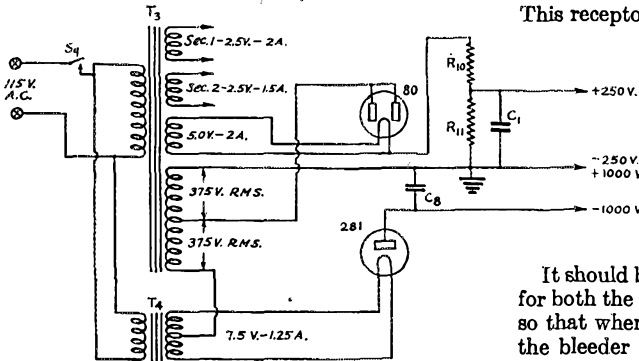 This recepto
T3
S4
115 V.
A.C.
Sec. 1-2.5V.-2A.
Sec. 2-2.5V.-1.5A.
5.0V.-2A.
80
R10
R11
C1
+250 V.
-250 V.
+1000 V
375 V. RMS.
C8
-1000 V
281
375 V. RMS.
T4
7.5 V.-1.25A.
It should b
for both the
so that when
the bleeder